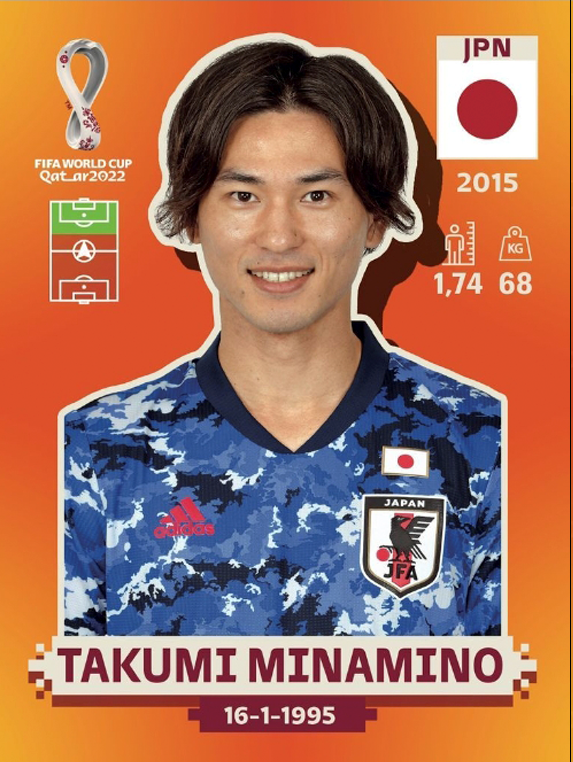 JPN
FIFA WORLD CUP
Qatar2022
2015
KG
1,74 68
adidas
JAPAN
JFA
TAKUMI MINAMINO
16-1-1995